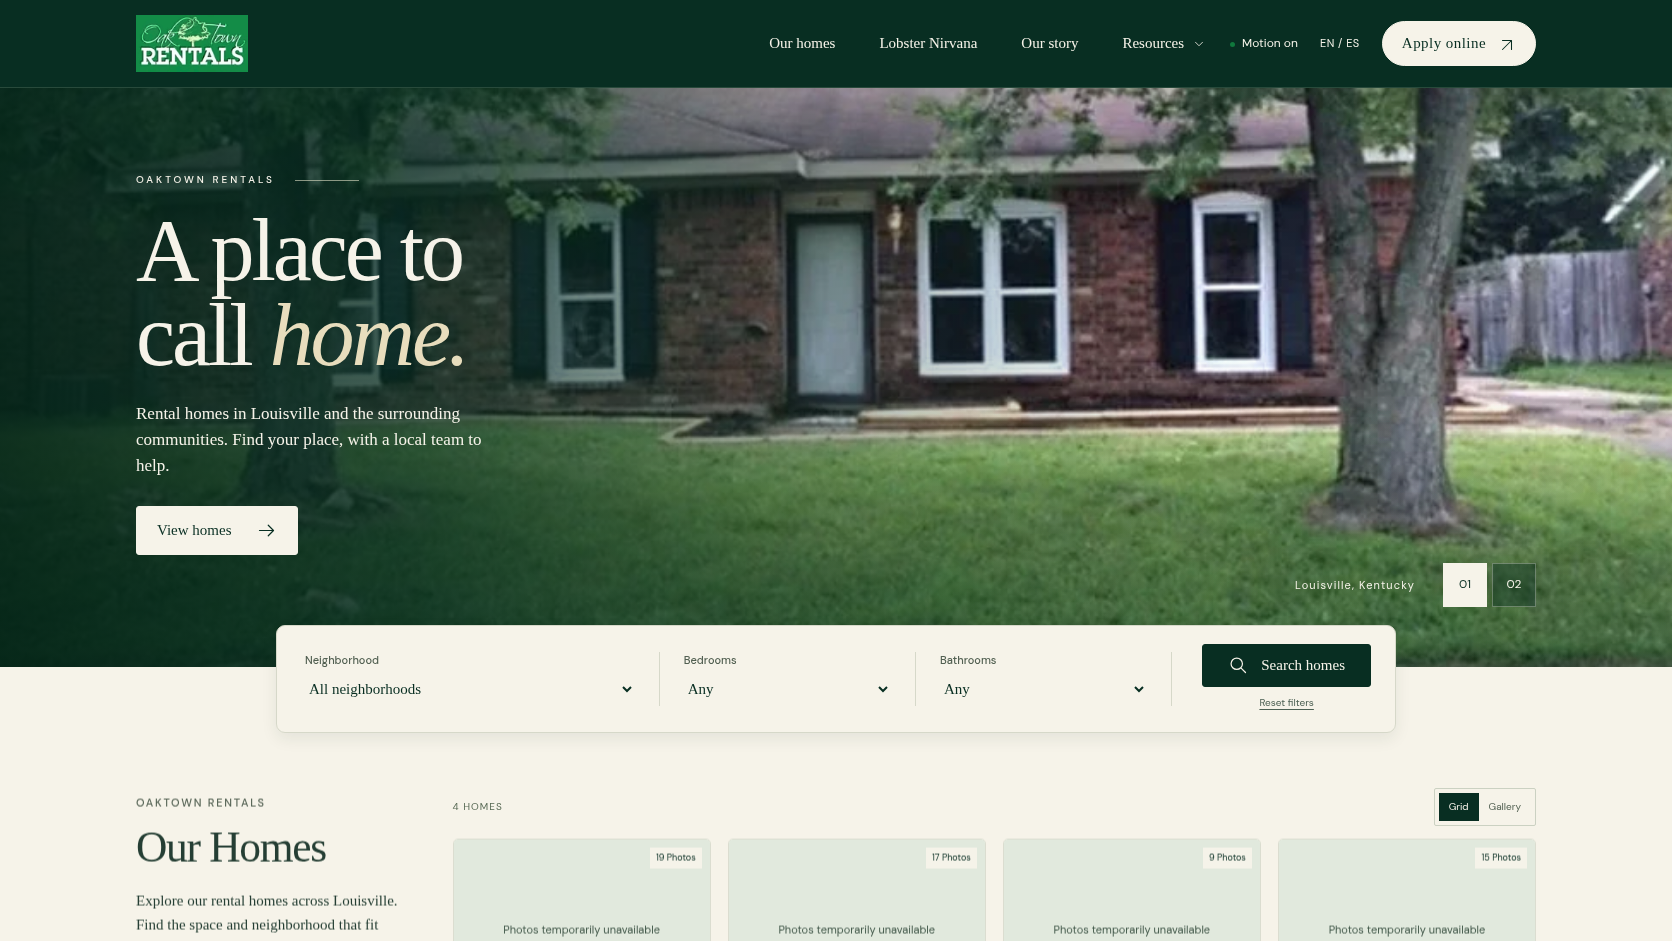 Oak Town
RENTALS
Our homes
Lobster Nirvana
Our story
Resources
Motion on
EN / ES
Apply online
OAKTOWN RENTALS
A place to
call home.
Rental homes in Louisville and the surrounding
communities. Find your place, with a local team to
help.
View homes
Louisville, Kentucky
01
02
Neighborhood
All neighborhoods
Bedrooms
Any
Bathrooms
Any
Search homes
Reset filters
OAKTOWN RENTALS
Our Homes
Explore our rental homes across Louisville.
Find the space and neighborhood that fit
4 HOMES
Grid
Gallery
19 Photos
Photos temporarily unavailable
17 Photos
Photos temporarily unavailable
9 Photos
Photos temporarily unavailable
15 Photos
Photos temporarily unavailable